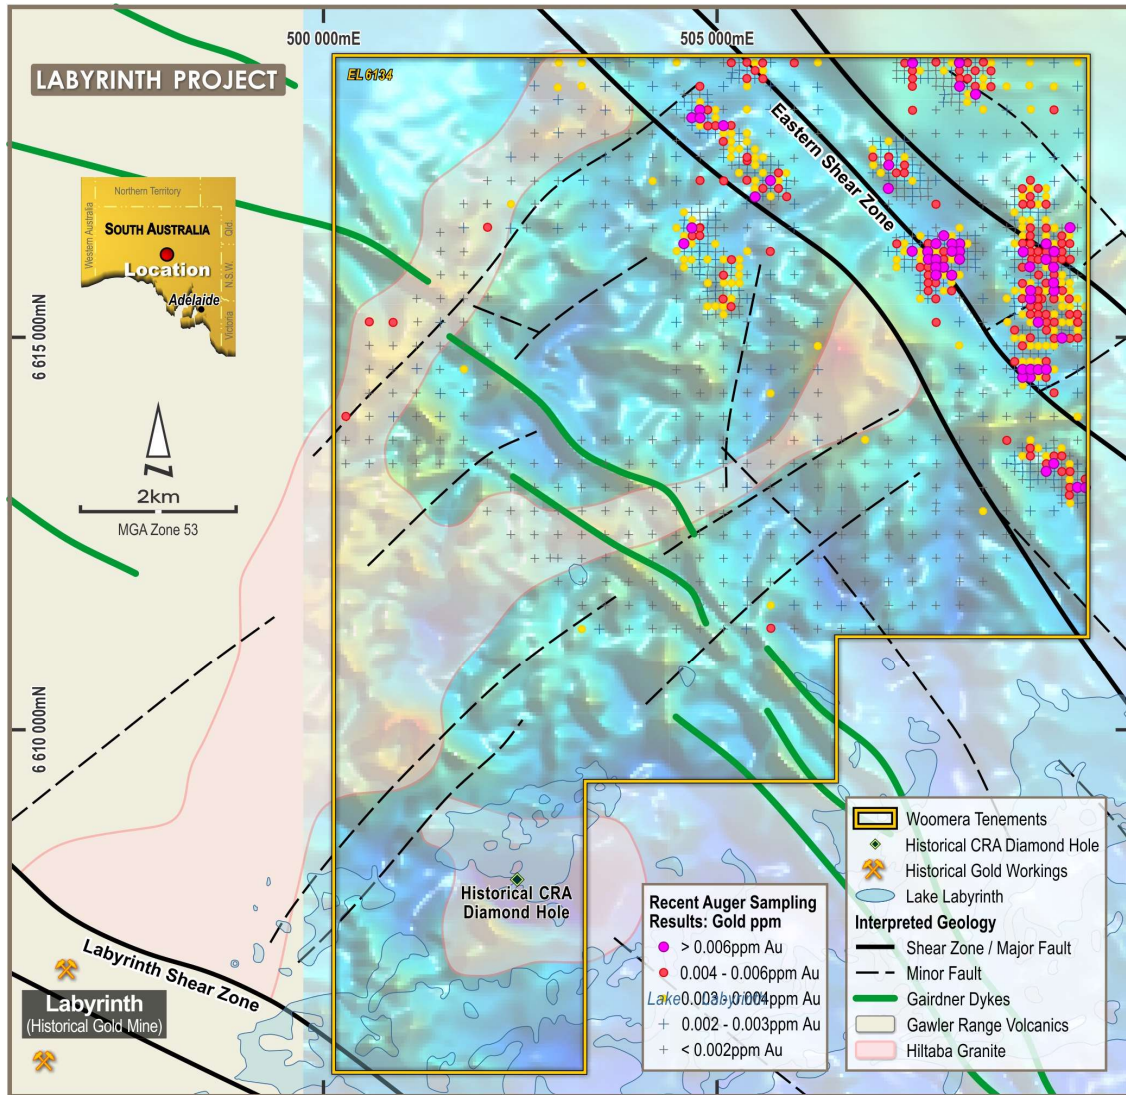 500 000mE
505 000mE
LABYRINTH PROJECT
EL 6134
Eastern Shear Zone
Northern Territory
Western Australia
SOUTH AUSTRALIA
Qld.
Location
N.S.W.
Adelaide
Victoria
6 615 000mN
N
2km
MGA Zone 53
6 610 000mN
Historical CRA
Diamond Hole
Labyrinth Shear Zone
Labyrinth
(Historical Gold Mine)
Recent Auger Sampling
Results: Gold ppm
> 0.006ppm Au
0.004 - 0.006ppm Au
0.003 - 0.004ppm Au
Lake Labyrinth
0.002 - 0.003ppm Au
< 0.002ppm Au
Woomera Tenements
Historical CRA Diamond Hole
Historical Gold Workings
Lake Labyrinth
Interpreted Geology
Shear Zone / Major Fault
Minor Fault
Gairdner Dykes
Gawler Range Volcanics
Hiltaba Granite